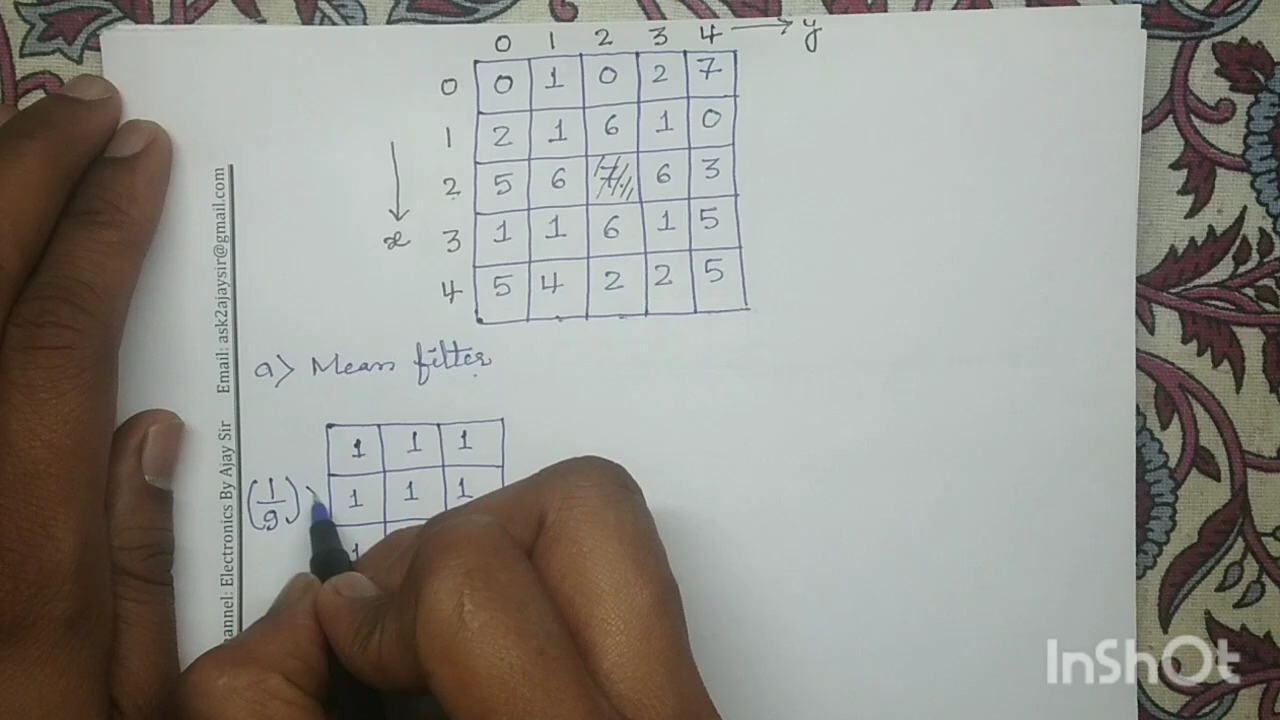 0 1 2 3 4 → y
0 0 1 0 2 7
1 2 1 6 1 0
2 5 6 7 6 3
x 3 1 1 6 1 5
4 5 4 2 2 5
a> Mean filter
1 1 1
(1/9) 1 1 1
1
annel: Electronics By Ajay Sir Email: ask2ajaysir@gmail.com
InShOt